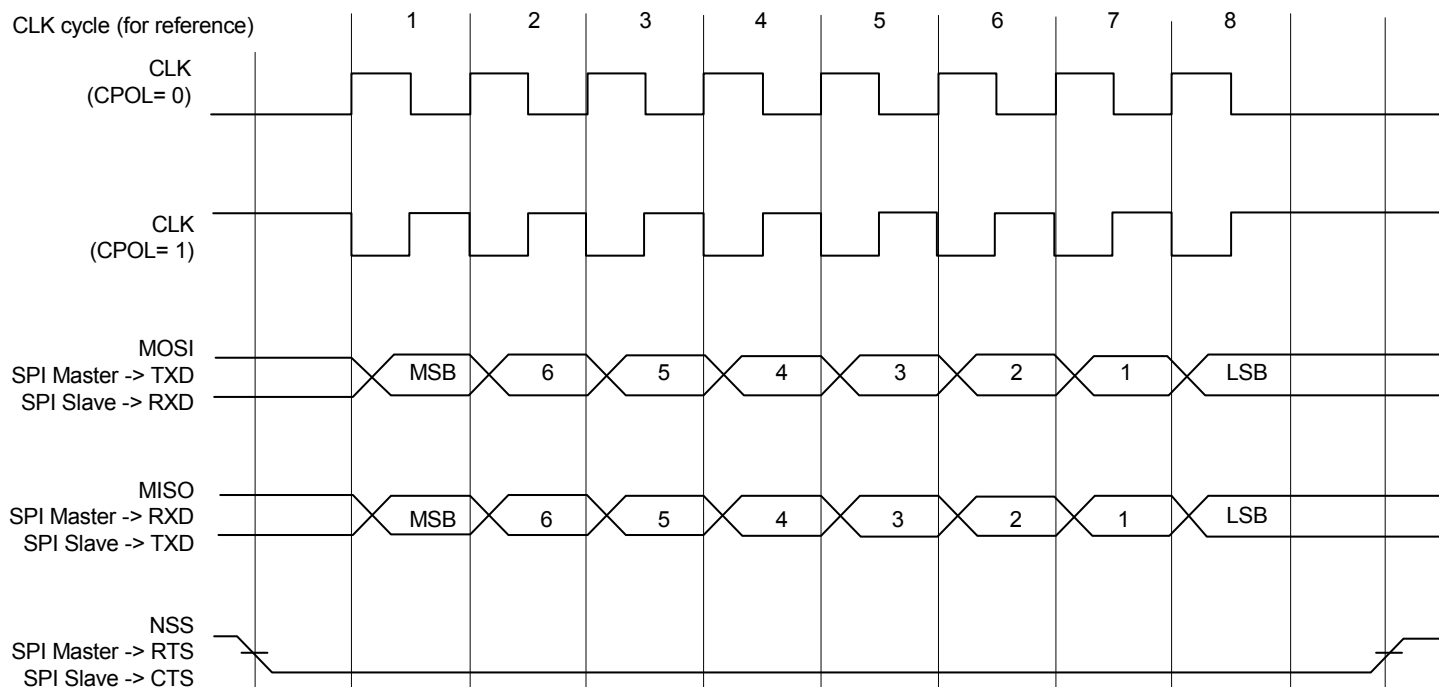 CLK cycle (for reference) 1 2 3 4 5 6 7 8
CLK
(CPOL= 0)
CLK
(CPOL= 1)
MOSI
SPI Master -> TXD
SPI Slave -> RXD
MSB 6 5 4 3 2 1 LSB
MISO
SPI Master -> RXD
SPI Slave -> TXD
MSB 6 5 4 3 2 1 LSB
NSS
SPI Master -> RTS
SPI Slave -> CTS